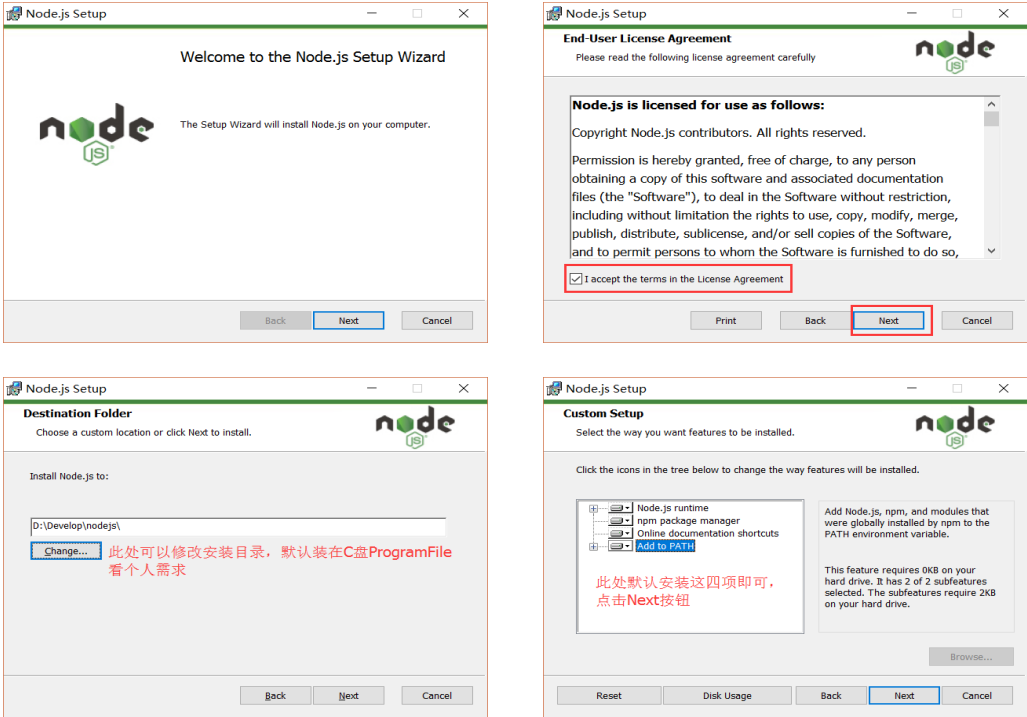 Node.js Setup
Welcome to the Node.js Setup Wizard
node
JS
The Setup Wizard will install Node.js on your computer.
Back
Next
Cancel
Node.js Setup
End-User License Agreement
Please read the following license agreement carefully
node
JS
Node.js is licensed for use as follows:
Copyright Node.js contributors. All rights reserved.
Permission is hereby granted, free of charge, to any person
obtaining a copy of this software and associated documentation
files (the "Software"), to deal in the Software without restriction,
including without limitation the rights to use, copy, modify, merge,
publish, distribute, sublicense, and/or sell copies of the Software,
and to permit persons to whom the Software is furnished to do so,
I accept the terms in the License Agreement
Print
Back
Next
Cancel
Node.js Setup
Destination Folder
Choose a custom location or click Next to install.
node
JS
Install Node.js to:
D:\Develop\nodejs\
Change...
此处可以修改安装目录，默认装在C盘ProgramFile
看个人需求
Back
Next
Cancel
Node.js Setup
Custom Setup
Select the way you want features to be installed.
node
JS
Click the icons in the tree below to change the way features will be installed.
Node.js runtime
npm package manager
Online documentation shortcuts
Add to PATH
此处默认安装这四项即可，
点击Next按钮
Add Node.js, npm, and modules that
were globally installed by npm to the
PATH environment variable.
This feature requires 0KB on your
hard drive. It has 2 of 2 subfeatures
selected. The subfeatures require 2KB
on your hard drive.
Browse...
Reset
Disk Usage
Back
Next
Cancel